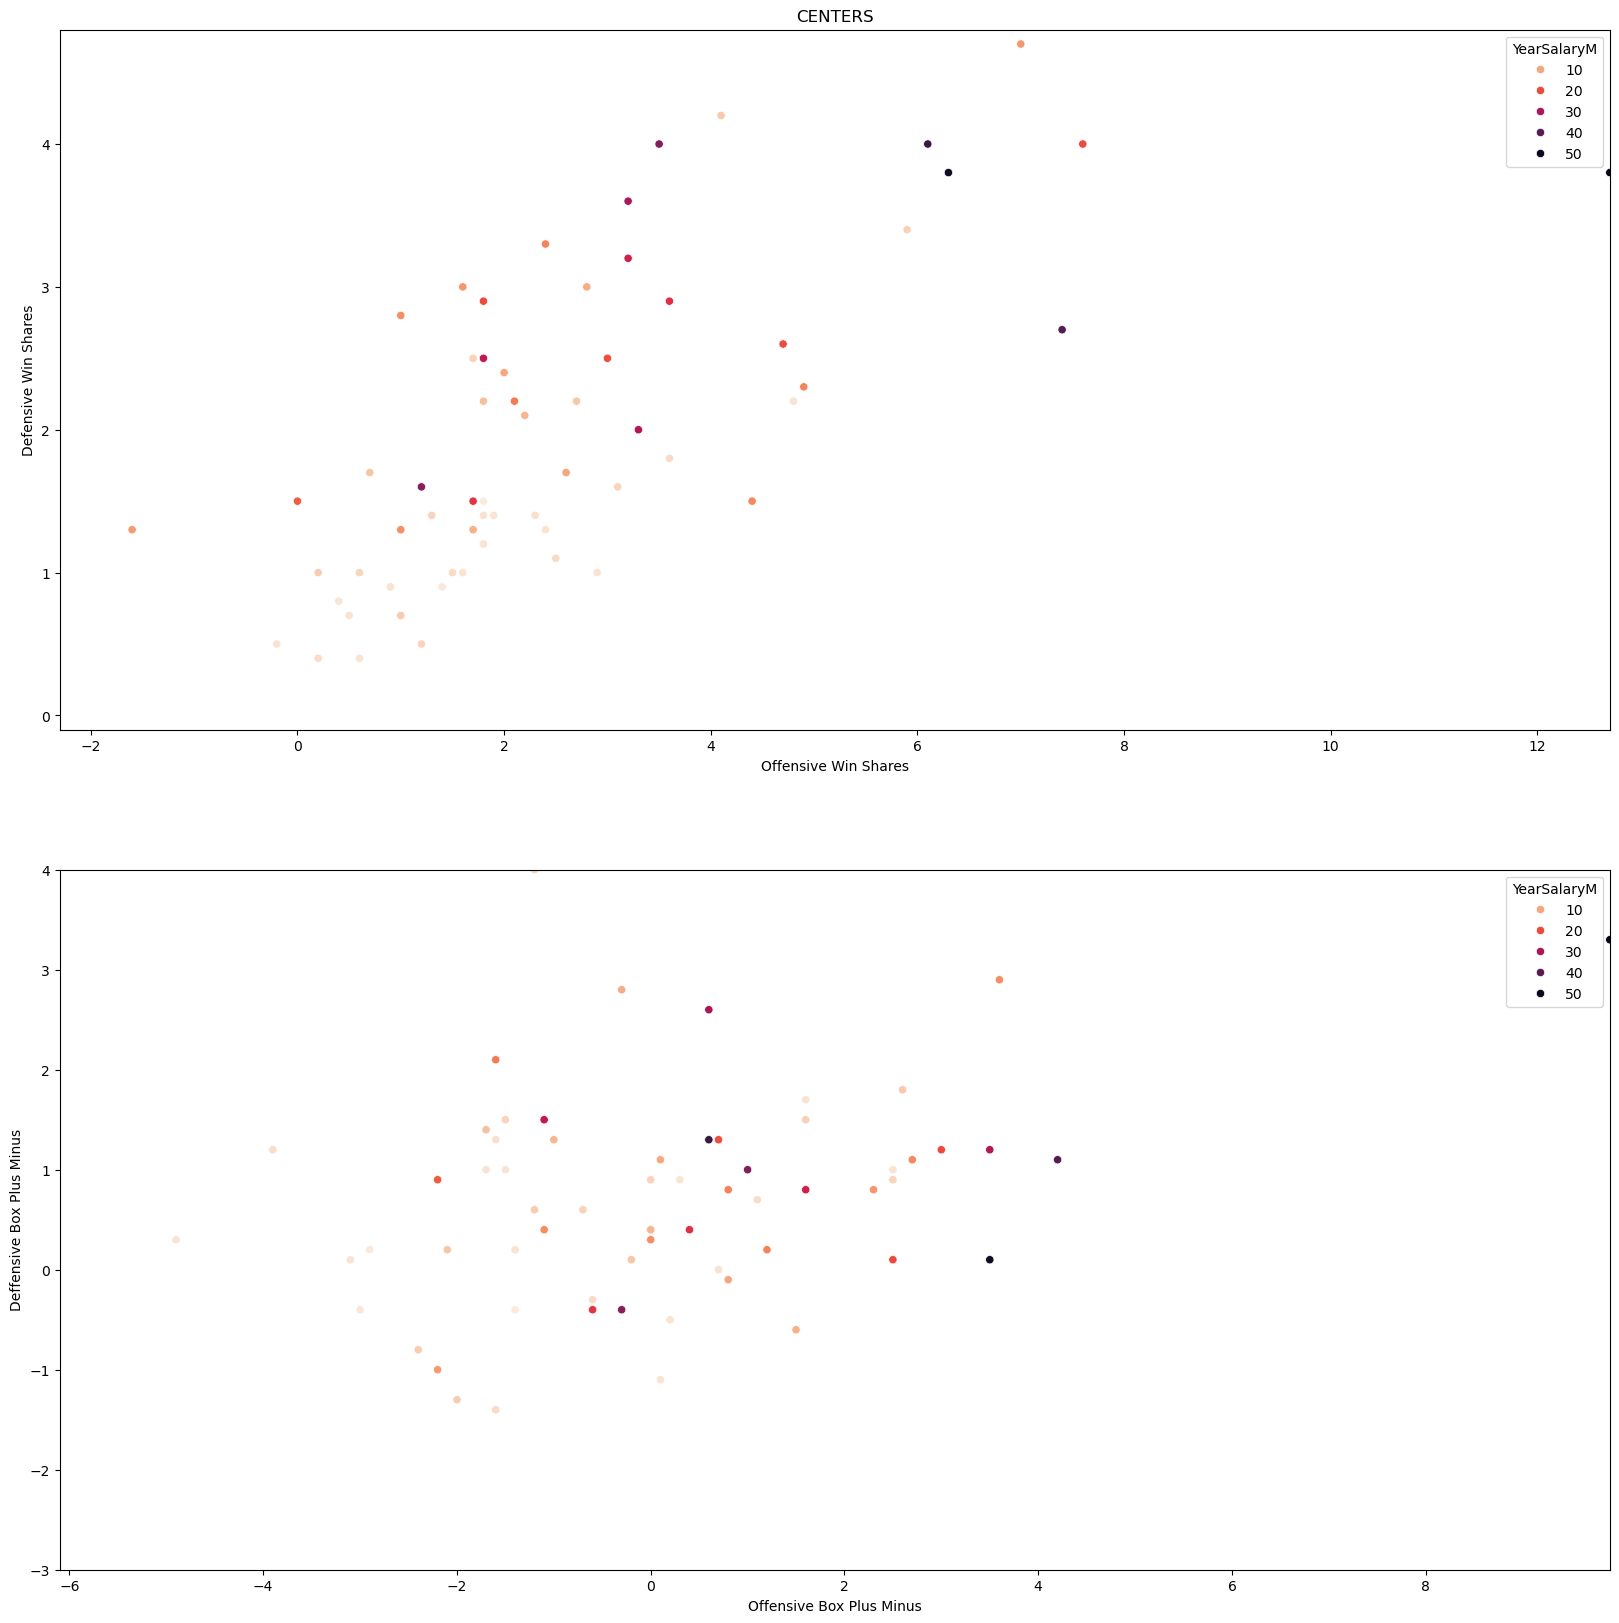 CENTERS
YearSalaryM
10
20
30
40
50
4
3
2
1
0
Defensive Win Shares
−2 0 2 4 6 8 10 12
Offensive Win Shares
YearSalaryM
10
20
30
40
50
4
3
2
1
0
−1
−2
−3
Deffensive Box Plus Minus
−6 −4 −2 0 2 4 6 8
Offensive Box Plus Minus